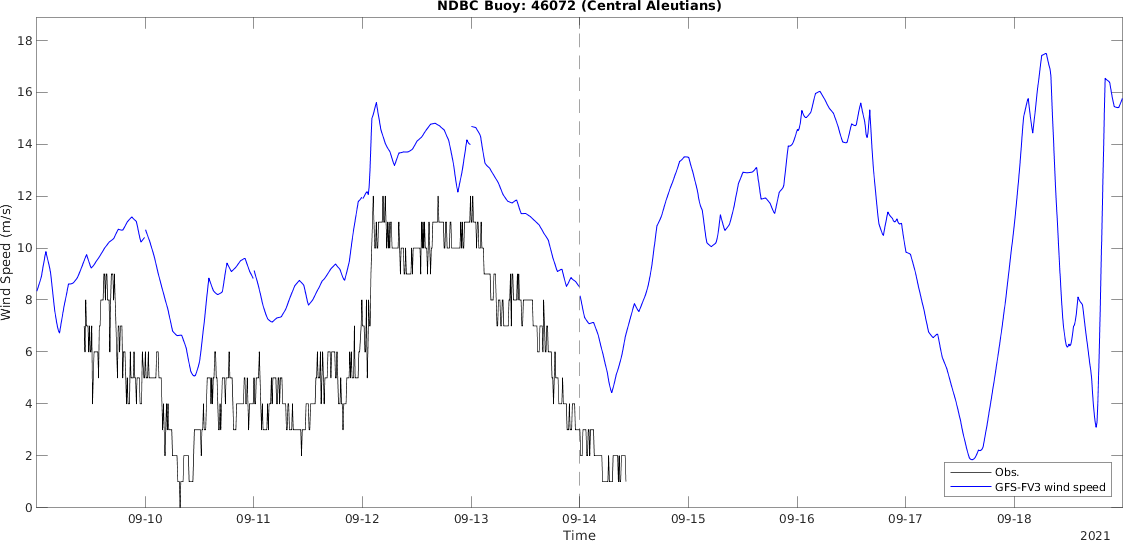 NDBC Buoy: 46072 (Central Aleutians)
Wind Speed (m/s)
18
16
14
12
10
8
6
4
2
0
09-10 09-11 09-12 09-13 09-14 09-15 09-16 09-17 09-18
Time
2021
Obs.
GFS-FV3 wind speed